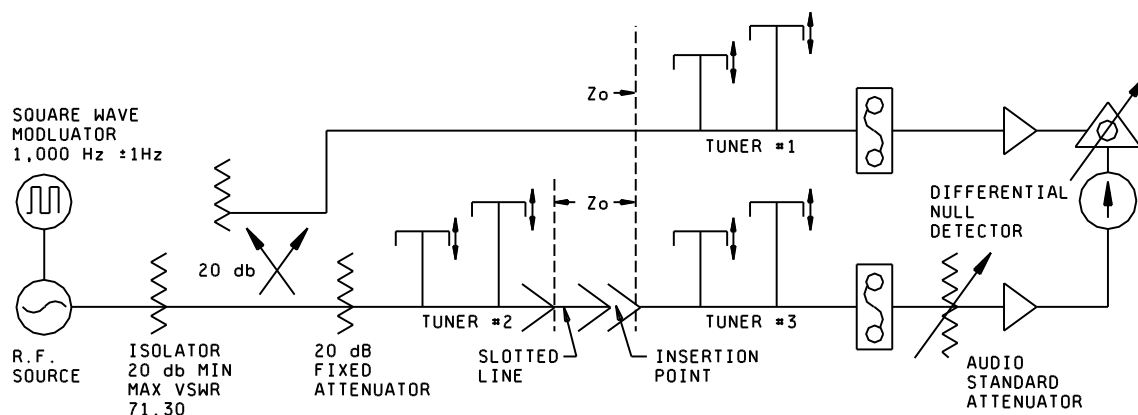 SQUARE WAVE
MODLUATOR
1,000 Hz ±1Hz
Zo
TUNER #1
20 db
Zo
DIFFERENTIAL
NULL
DETECTOR
TUNER #2
TUNER #3
R.F.
SOURCE
ISOLATOR
20 db MIN
MAX VSWR
71.30
20 dB
FIXED
ATTENUATOR
SLOTTED
LINE
INSERTION
POINT
AUDIO
STANDARD
ATTENUATOR